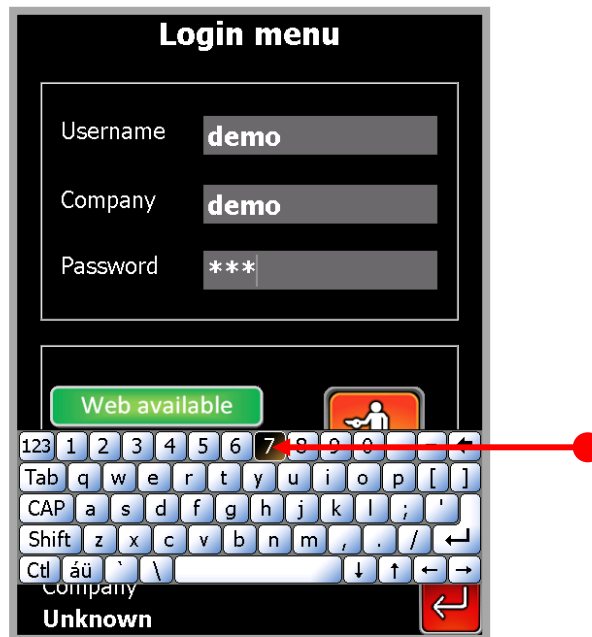 Login menu
Username demo
Company demo
Password ***
Web available
123 1 2 3 4 5 6 7 8 9 0 - = 
Tab q w e r t y u i o p [ ]
CAP a s d f g h j k l ; '
Shift z x c v b n m , . /
Ctl áü ` \ ↓ ↑ ← →
Company
Unknown